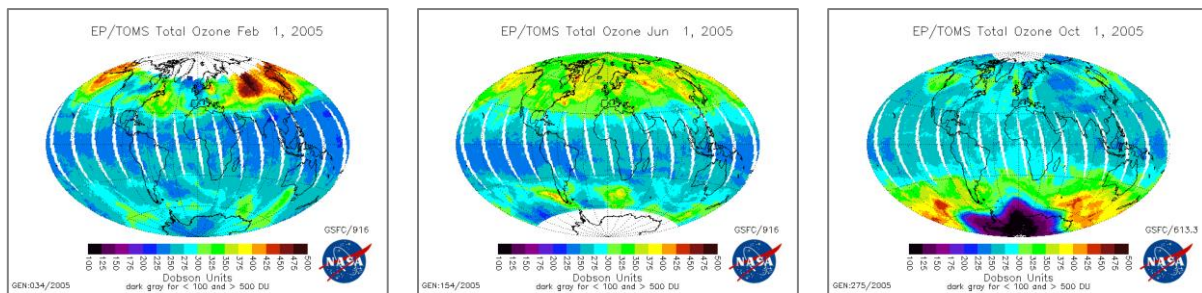 EP/TOMS Total Ozone Feb 1, 2005
GSFC/916
100 125 150 175 200 225 250 275 300 325 350 375 400 425 450 475 500
Dobson Units
dark gray for < 100 and > 500 DU
GEN:034/2005
NASA
EP/TOMS Total Ozone Jun 1, 2005
GSFC/916
100 125 150 175 200 225 250 275 300 325 350 375 400 425 450 475 500
Dobson Units
dark gray for < 100 and > 500 DU
GEN:154/2005
NASA
EP/TOMS Total Ozone Oct 1, 2005
GSFC/613.3
100 125 150 175 200 225 250 275 300 325 350 375 400 425 450 475 500
Dobson Units
dark gray for < 100 and > 500 DU
GEN:275/2005
NASA